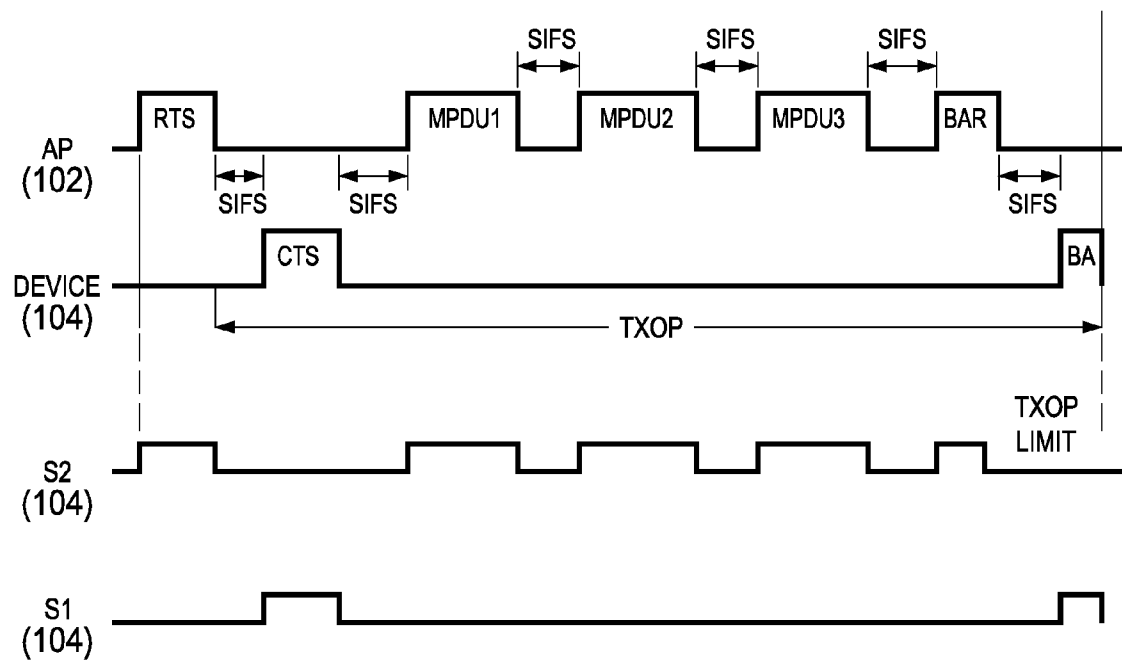 SIFS
SIFS
SIFS
RTS
MPDU1
MPDU2
MPDU3
BAR
AP
(102)
SIFS
SIFS
SIFS
CTS
BA
DEVICE
(104)
TXOP
TXOP
LIMIT
S2
(104)
S1
(104)